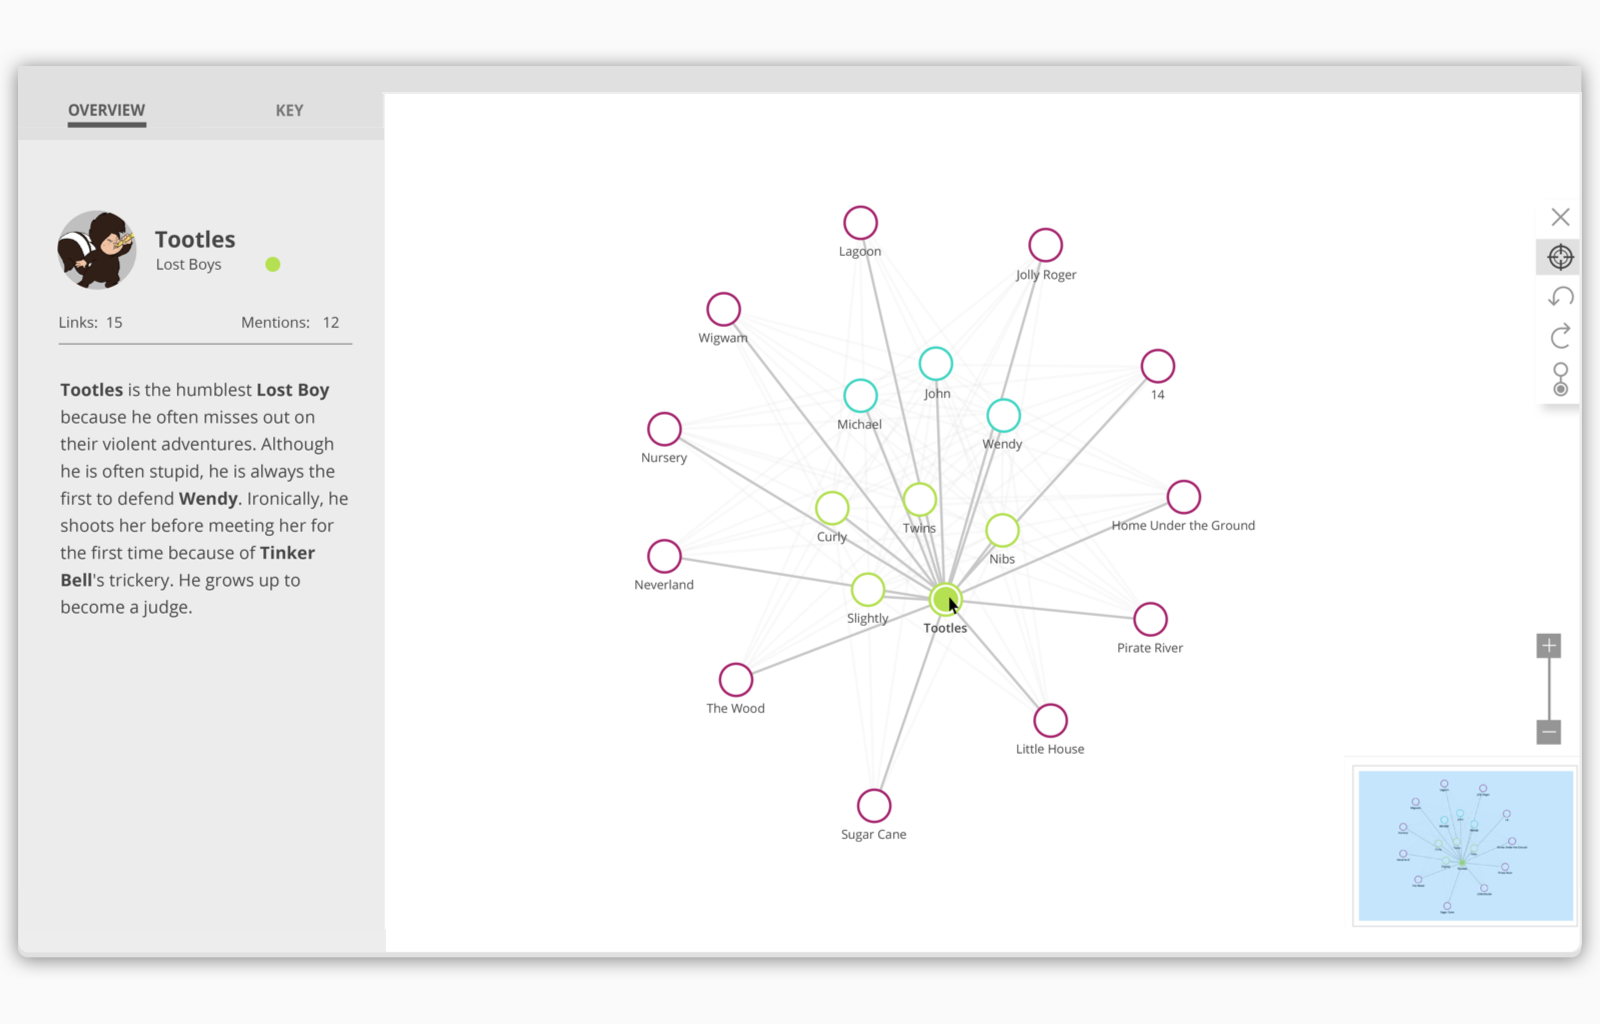 OVERVIEW
KEY
Tootles
Lost Boys
Links: 15
Mentions: 12
Tootles is the humblest Lost Boy
because he often misses out on
their violent adventures. Although
he is often stupid, he is always the
first to defend Wendy. Ironically, he
shoots her before meeting her for
the first time because of Tinker
Bell's trickery. He grows up to
become a judge.
Lagoon
Jolly Roger
Wigwam
John
14
Michael
Wendy
Nursery
Home Under the Ground
Twins
Curly
Nibs
Neverland
Slightly
Tootles
Pirate River
The Wood
Little House
Sugar Cane